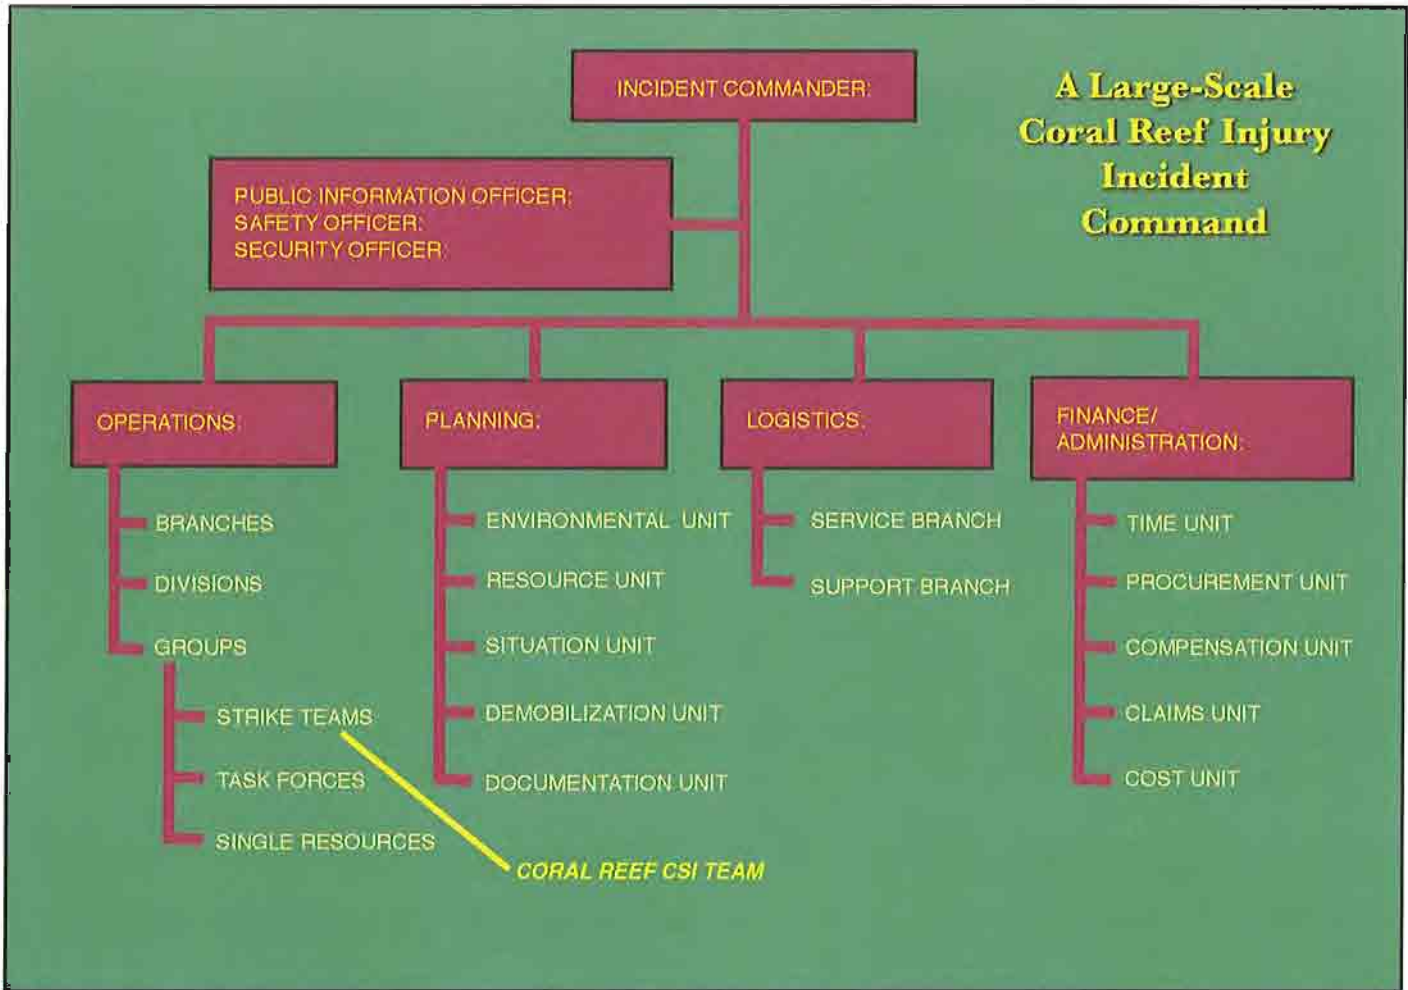 INCIDENT COMMANDER:
A Large-Scale
Coral Reef Injury
Incident
Command
PUBLIC INFORMATION OFFICER:
SAFETY OFFICER:
SECURITY OFFICER:
OPERATIONS:
BRANCHES
DIVISIONS
GROUPS
STRIKE TEAMS
TASK FORCES
SINGLE RESOURCES
CORAL REEF CSI TEAM
PLANNING:
ENVIRONMENTAL UNIT
RESOURCE UNIT
SITUATION UNIT
DEMOBILIZATION UNIT
DOCUMENTATION UNIT
LOGISTICS:
SERVICE BRANCH
SUPPORT BRANCH
FINANCE/
ADMINISTRATION:
TIME UNIT
PROCUREMENT UNIT
COMPENSATION UNIT
CLAIMS UNIT
COST UNIT